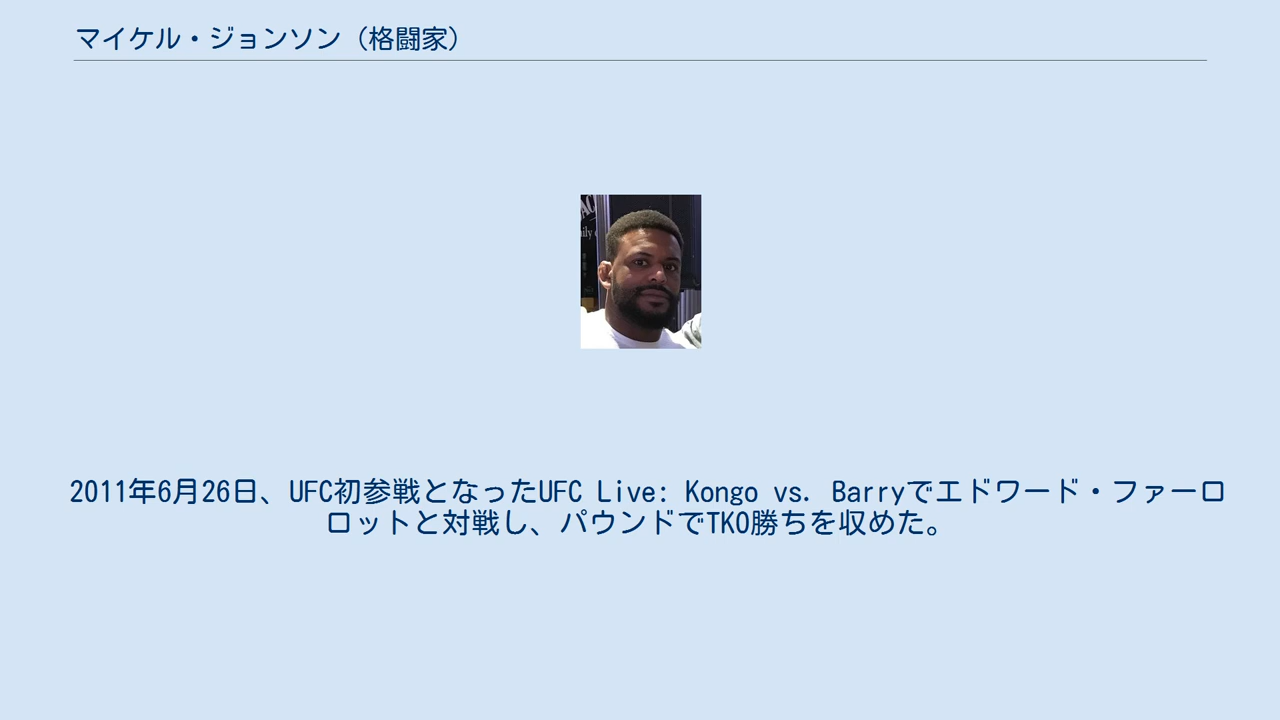 マイケル・ジョンソン（格闘家）
2011年6月26日、UFC初参戦となったUFC Live: Kongo vs. Barryでエドワード・ファーロ
ロットと対戦し、パウンドでTKO勝ちを収めた。